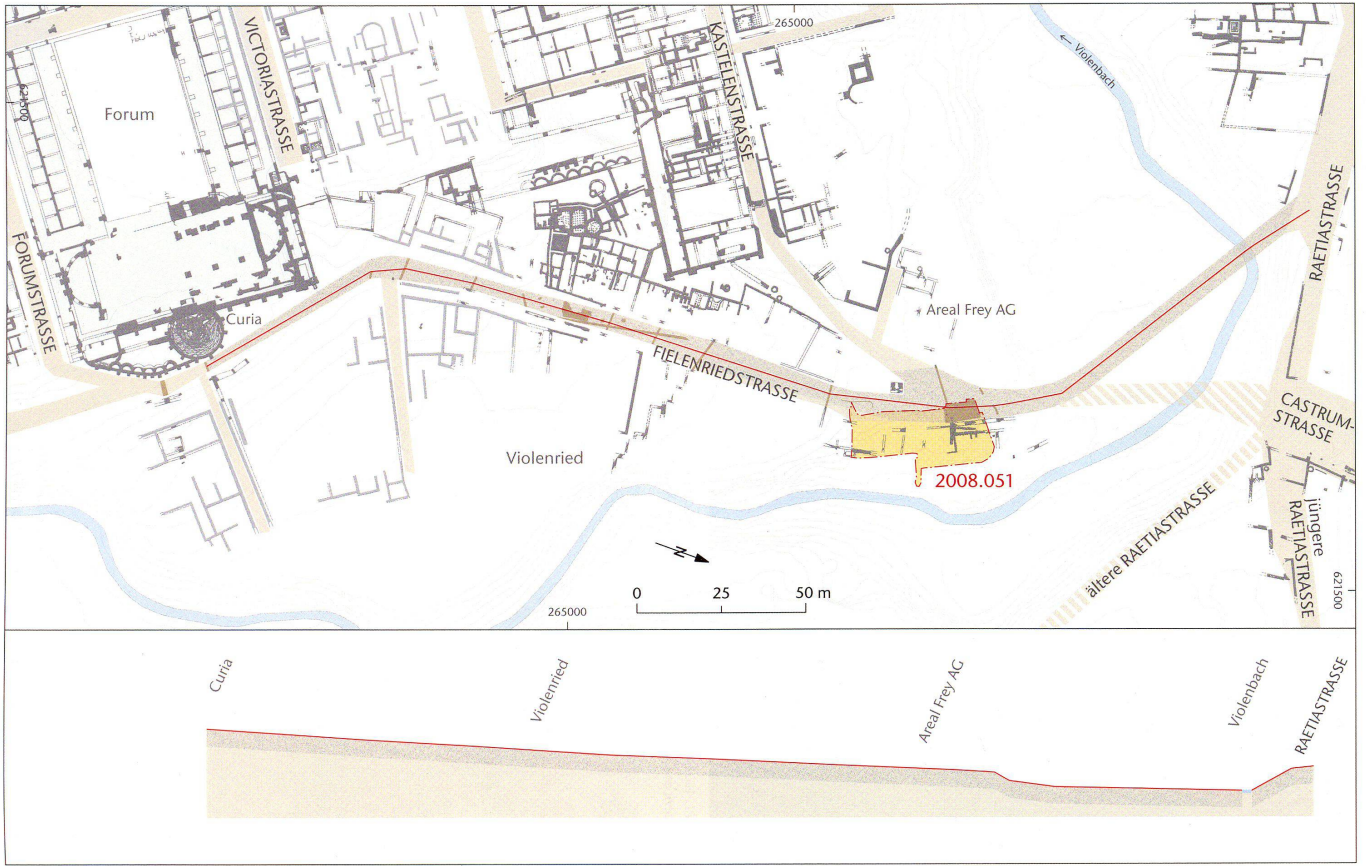 265000
621500
VICTORIASTRASSE
KASTELENSTRASSE
← Violenbach
Forum
RAETIASTRASSE
FORUMSTRASSE
Curia
Areal Frey AG
FIELENRIEDSTRASSE
CASTRUM-
STRASSE
Violenried
2008.051
ältere RAETIASTRASSE
jüngere
RAETIASTRASSE
N
0 25 50 m
265000
621500
Curia
Violenried
Areal Frey AG
Violenbach
RAETIASTRASSE